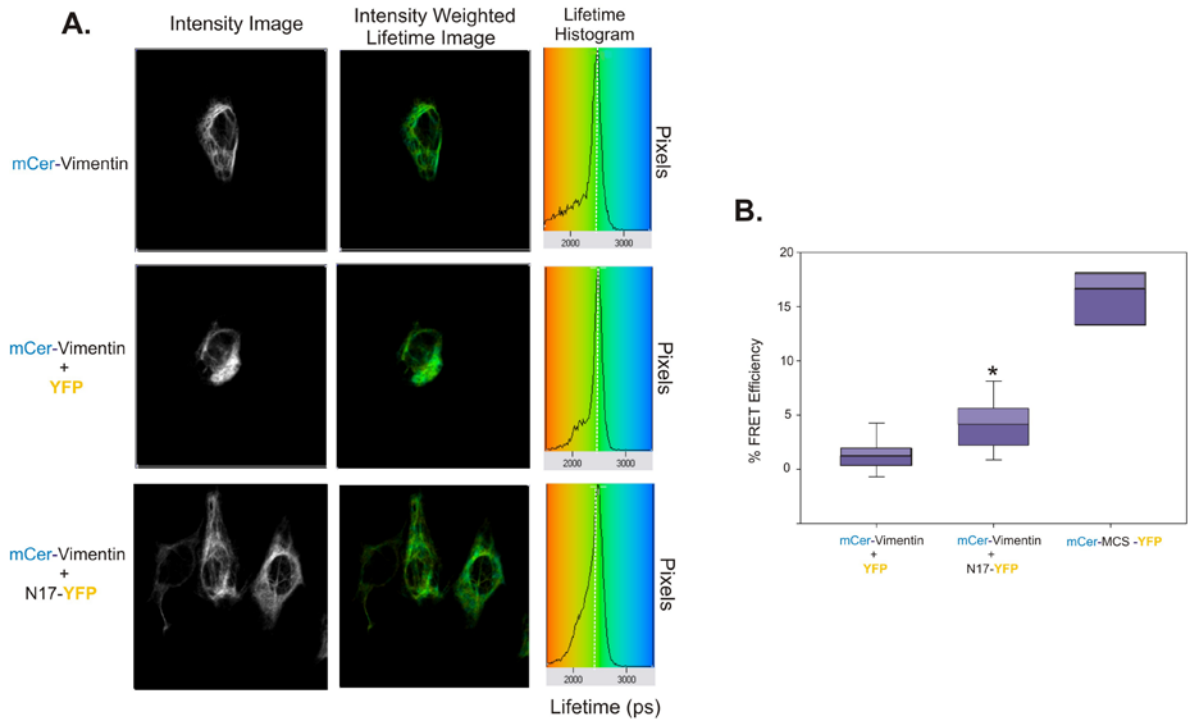 A.
Intensity Image
Intensity Weighted
Lifetime Image
Lifetime
Histogram
mCer-Vimentin
Pixels
2000 3000
mCer-Vimentin
+
YFP
Pixels
2000 3000
mCer-Vimentin
+
N17-YFP
Pixels
2000 3000
Lifetime (ps)
B.
% FRET Efficiency
20
15
10
5
0
*
mCer-Vimentin
+
YFP
mCer-Vimentin
+
N17-YFP
mCer-MCS -YFP